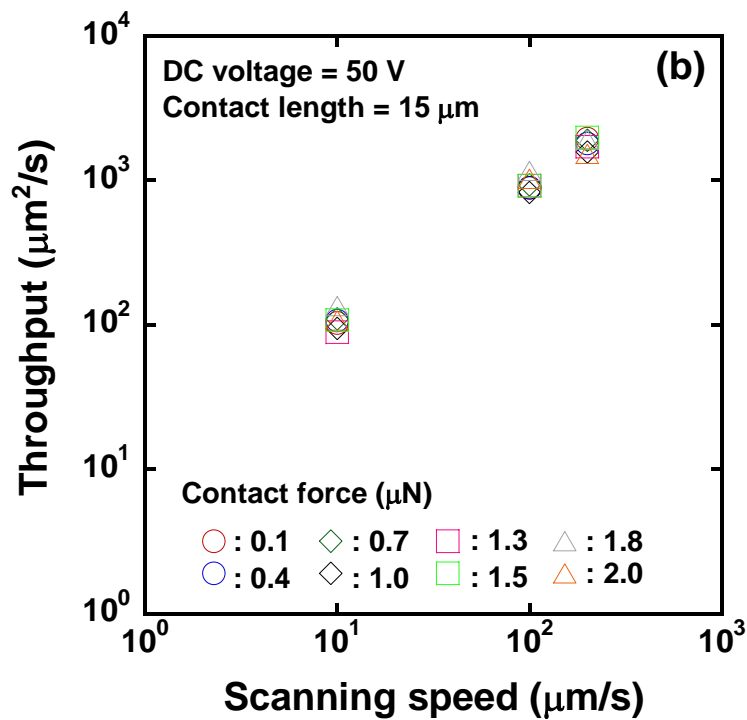 10⁴
DC voltage = 50 V
(b)
Contact length = 15 μm
10³
Throughput (μm²/s)
10²
10¹
Contact force (μN)
: 0.1 : 0.7 : 1.3 : 1.8
: 0.4 : 1.0 : 1.5 : 2.0
10⁰
10⁰ 10¹ 10² 10³
Scanning speed (μm/s)